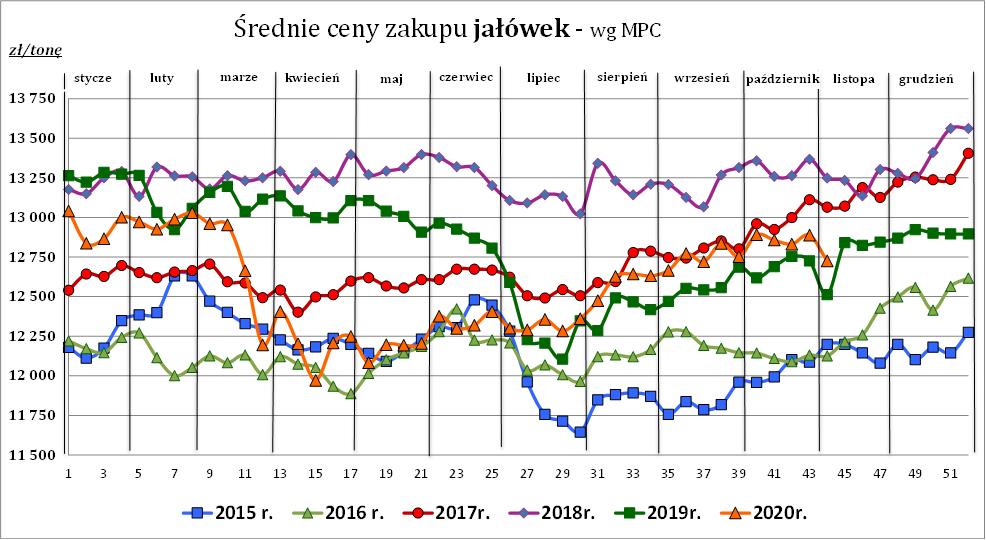 Średnie ceny zakupu jałówek - wg MPC
zł/tonę
stycze luty marze kwiecień maj czerwiec lipiec sierpień wrzesień październik listopa grudzień
13 750
13 500
13 250
13 000
12 750
12 500
12 250
12 000
11 750
11 500
1 3 5 7 9 11 13 15 17 19 21 23 25 27 29 31 33 35 37 39 41 43 45 47 49 51
2015 r. 2016 r. 2017r. 2018r. 2019r. 2020r.